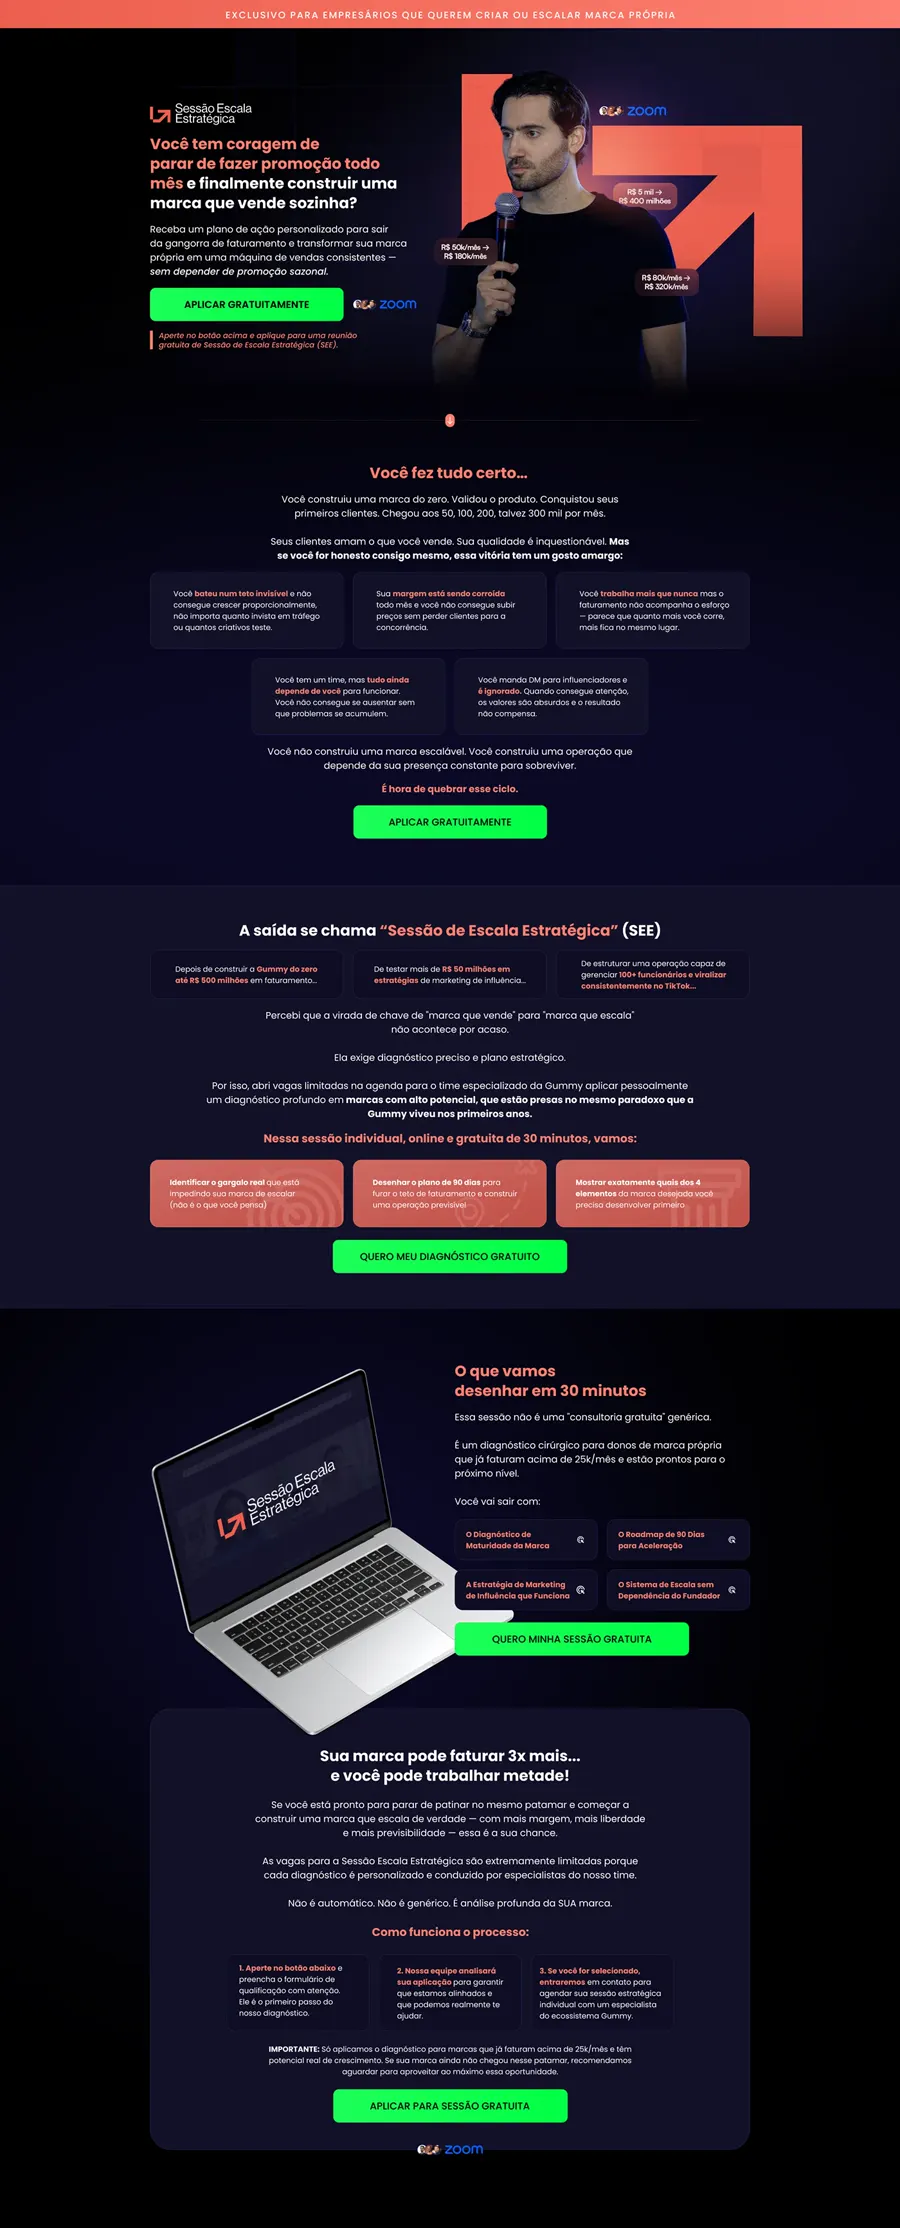 EXCLUSIVO PARA EMPRESÁRIOS QUE QUEREM CRIAR OU ESCALAR MARCA PRÓPRIA
Sessão Escala
Estratégica
Você tem coragem de
parar de fazer promoção todo
mês e finalmente construir uma
marca que vende sozinha?
Receba um plano de ação personalizado para sair
da gangorra de faturamento e transformar sua marca
própria em uma máquina de vendas consistentes —
sem depender de promoção sazonal.
APLICAR GRATUITAMENTE
zoom
Aperte no botão acima e aplique para uma reunião
gratuita de Sessão de Escala Estratégica (SEE).
zoom
R$ 5 mil →
R$ 400 milhões
R$ 50k/mês →
R$ 180k/mês
R$ 80k/mês →
R$ 320k/mês
Você fez tudo certo...
Você construiu uma marca do zero. Validou o produto. Conquistou seus
primeiros clientes. Chegou aos 50, 100, 200, talvez 300 mil por mês.
Seus clientes amam o que você vende. Sua qualidade é inquestionável. Mas
se você for honesto consigo mesmo, essa vitória tem um gosto amargo:
Você bateu num teto invisível e não
consegue crescer proporcionalmente,
não importa quanto invista em tráfego
ou quantos criativos teste.
Sua margem está sendo corroída
todo mês e você não consegue subir
preços sem perder clientes para a
concorrência.
Você trabalha mais que nunca mas o
faturamento não acompanha o esforço
— parece que quanto mais você corre,
mais fica no mesmo lugar.
Você tem um time, mas tudo ainda
depende de você para funcionar.
Você não consegue se ausentar sem
que problemas se acumulem.
Você manda DM para influenciadores e
é ignorado. Quando consegue atenção,
os valores são absurdos e o resultado
não compensa.
Você não construiu uma marca escalável. Você construiu uma operação que
depende da sua presença constante para sobreviver.
É hora de quebrar esse ciclo.
APLICAR GRATUITAMENTE
A saída se chama “Sessão de Escala Estratégica” (SEE)
Depois de construir a Gummy do zero
até R$ 500 milhões em faturamento...
De testar mais de R$ 50 milhões em
estratégias de marketing de influência...
De estruturar uma operação capaz de
gerenciar 100+ funcionários e viralizar
consistentemente no TikTok...
Percebi que a virada de chave de "marca que vende" para "marca que escala"
não acontece por acaso.
Ela exige diagnóstico preciso e plano estratégico.
Por isso, abri vagas limitadas na agenda para o time especializado da Gummy aplicar pessoalmente
um diagnóstico profundo em marcas com alto potencial, que estão presas no mesmo paradoxo que a
Gummy viveu nos primeiros anos.
Nessa sessão individual, online e gratuita de 30 minutos, vamos:
Identificar o gargalo real que está
impedindo sua marca de escalar
(não é o que você pensa)
Desenhar o plano de 90 dias para
furar o teto de faturamento e construir
uma operação previsível
Mostrar exatamente quais dos 4
elementos da marca desejada você
precisa desenvolver primeiro
QUERO MEU DIAGNÓSTICO GRATUITO
Sessão Escala
Estratégica
O que vamos
desenhar em 30 minutos
Essa sessão não é uma "consultoria gratuita" genérica.
É um diagnóstico cirúrgico para donos de marca própria
que já faturam acima de 25k/mês e estão prontos para o
próximo nível.
Você vai sair com:
O Diagnóstico de
Maturidade da Marca
O Roadmap de 90 Dias
para Aceleração
A Estratégia de Marketing
de Influência que Funciona
O Sistema de Escala sem
Dependência do Fundador
QUERO MINHA SESSÃO GRATUITA
Sua marca pode faturar 3x mais...
e você pode trabalhar metade!
Se você está pronto para parar de patinar no mesmo patamar e começar a
construir uma marca que escala de verdade — com mais margem, mais liberdade
e mais previsibilidade — essa é a sua chance.
As vagas para a Sessão Escala Estratégica são extremamente limitadas porque
cada diagnóstico é personalizado e conduzido por especialistas do nosso time.
Não é automático. Não é genérico. É análise profunda da SUA marca.
Como funciona o processo:
1. Aperte no botão abaixo e
preencha o formulário de
qualificação com atenção.
Ele é o primeiro passo do
nosso diagnóstico.
2. Nossa equipe analisará
sua aplicação para garantir
que estamos alinhados e
que podemos realmente te
ajudar.
3. Se você for selecionado,
entraremos em contato para
agendar sua sessão estratégica
individual com um especialista
do ecossistema Gummy.
IMPORTANTE: Só aplicamos o diagnóstico para marcas que já faturam acima de 25k/mês e têm
potencial real de crescimento. Se sua marca ainda não chegou nesse patamar, recomendamos
aguardar para aproveitar ao máximo essa oportunidade.
APLICAR PARA SESSÃO GRATUITA
zoom